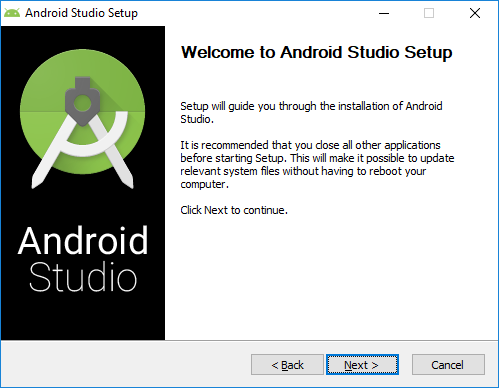 Android Studio Setup
Welcome to Android Studio Setup
Setup will guide you through the installation of Android
Studio.
It is recommended that you close all other applications
before starting Setup. This will make it possible to update
relevant system files without having to reboot your
computer.
Click Next to continue.
Android
Studio
< Back
Next >
Cancel